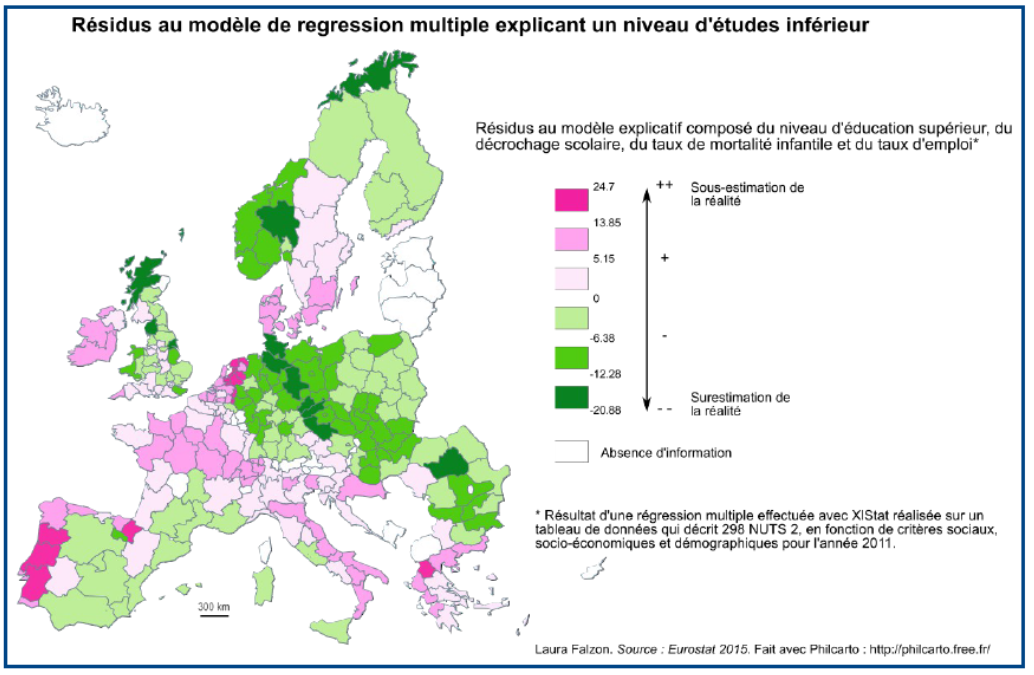 Résidus au modèle de regression multiple explicant un niveau d'études inférieur
Résidus au modèle explicatif composé du niveau d'éducation supérieur, du
décrochage scolaire, du taux de mortalité infantile et du taux d'emploi*
24.7
++
Sous-estimation de
la réalité
13.85
5.15
+
0
-6.38
-
-12.28
Surestimation de
la réalité
-20.88
--
Absence d'information
* Résultat d'une régression multiple effectuée avec XlStat réalisée sur un
tableau de données qui décrit 298 NUTS 2, en fonction de critères sociaux,
socio-économiques et démographiques pour l'année 2011.
300 km
Laura Falzon. Source : Eurostat 2015. Fait avec Philcarto : http://philcarto.free.fr/